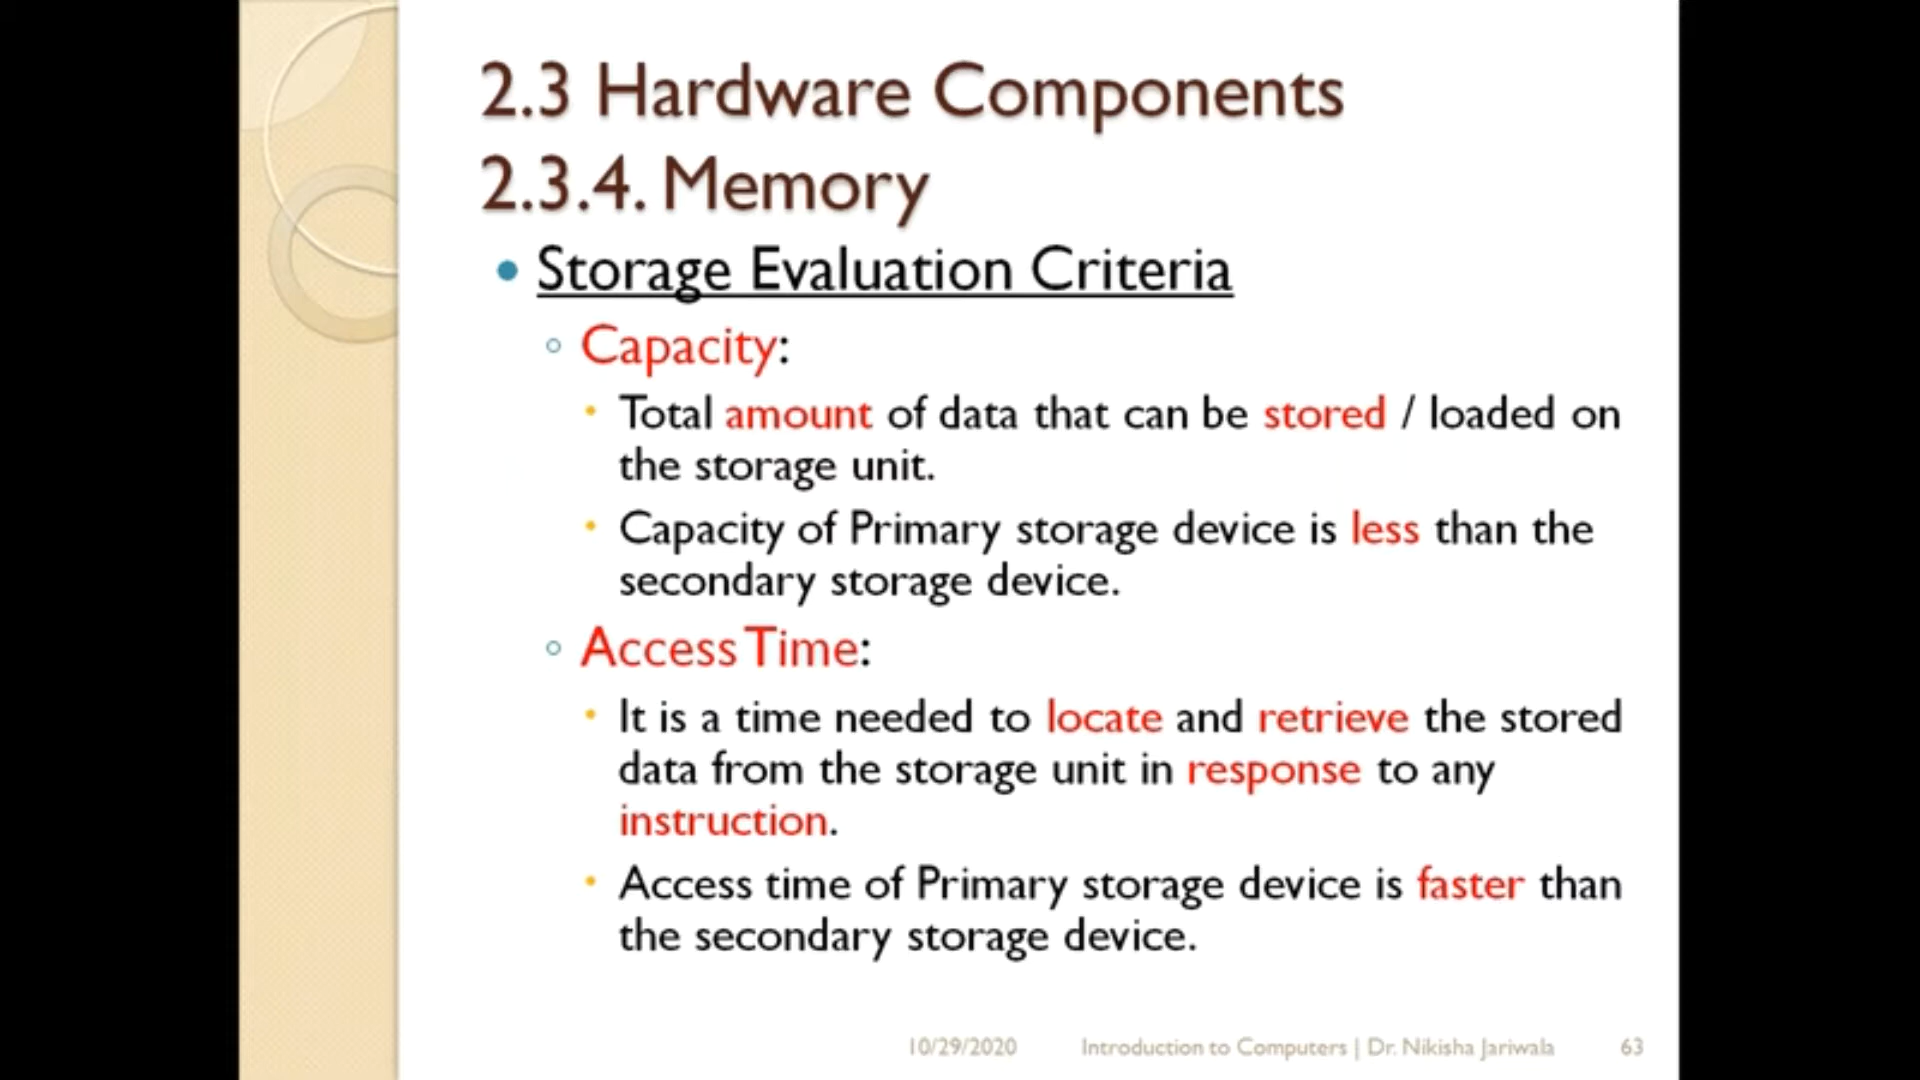 2.3 Hardware Components
2.3.4. Memory
• Storage Evaluation Criteria
◦ Capacity:
• Total amount of data that can be stored / loaded on
the storage unit.
• Capacity of Primary storage device is less than the
secondary storage device.
◦ Access Time:
• It is a time needed to locate and retrieve the stored
data from the storage unit in response to any
instruction.
• Access time of Primary storage device is faster than
the secondary storage device.
10/29/2020 Introduction to Computers | Dr. Nikisha Jariwala 63